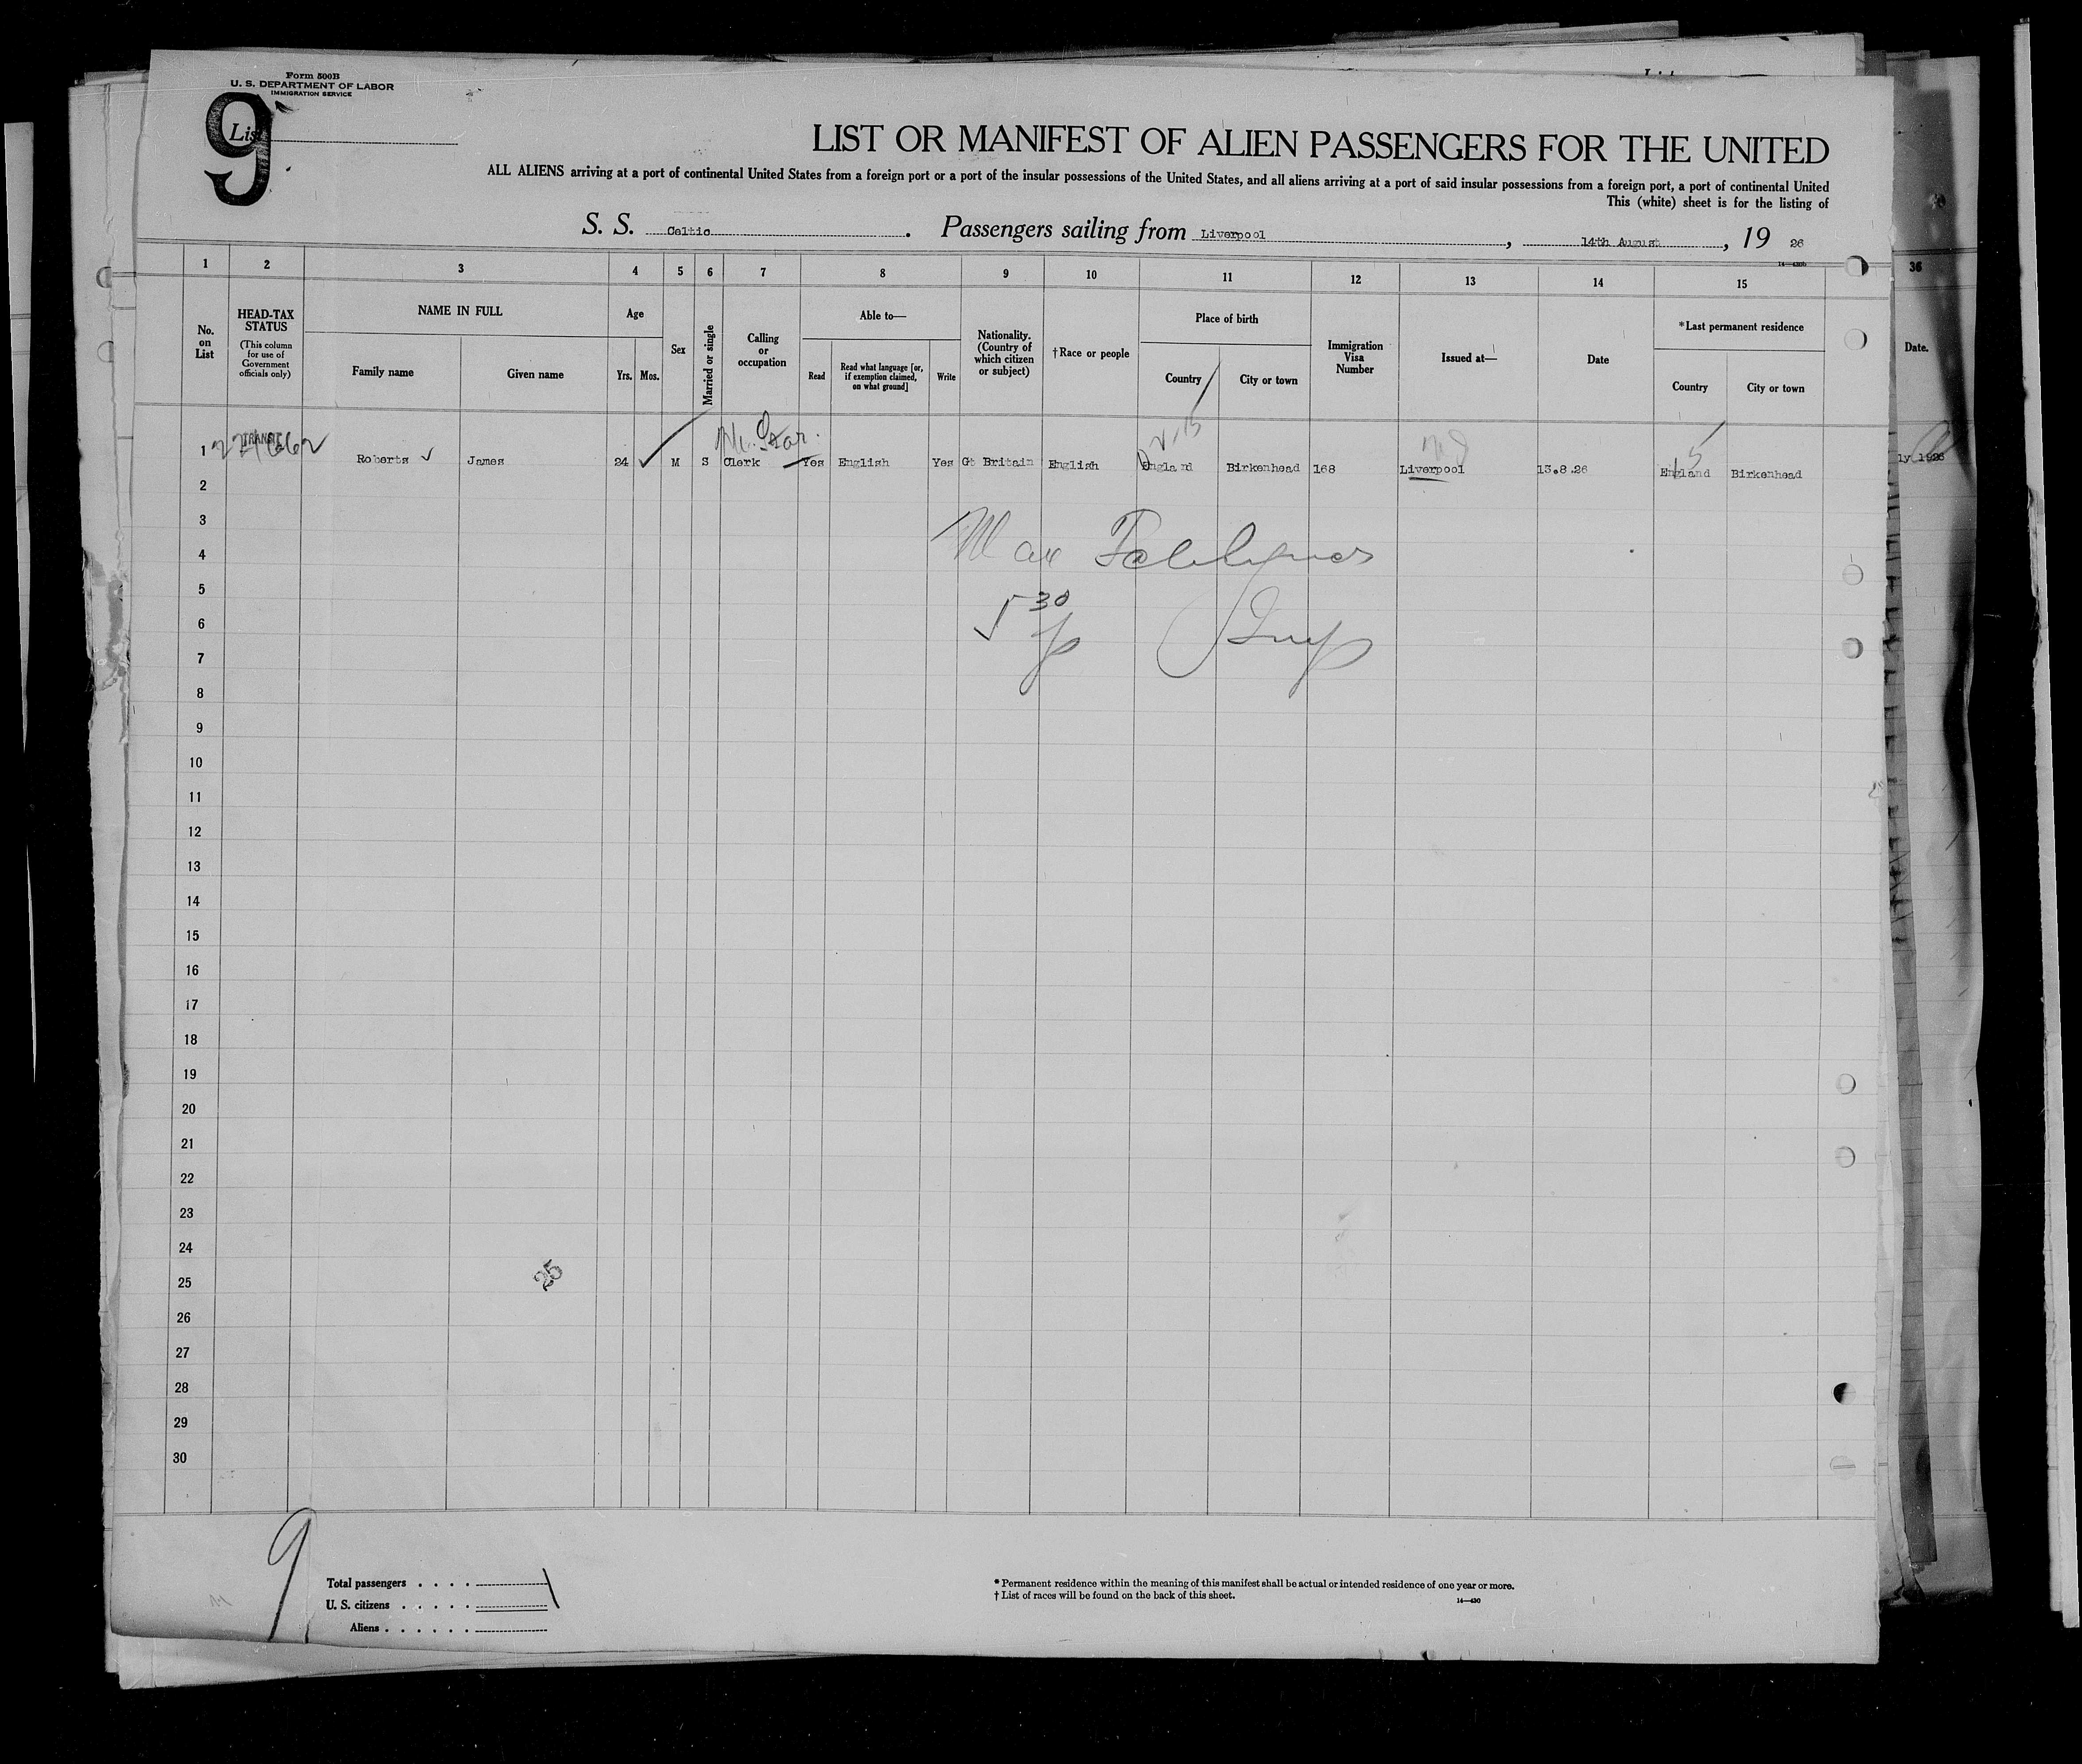 Form 500B
U. S. DEPARTMENT OF LABOR
IMMIGRATION SERVICE
9
List
LIST OR MANIFEST OF ALIEN PASSENGERS FOR THE UNITED
ALL ALIENS arriving at a port of continental United States from a foreign port or a port of the insular possessions of the United States, and all aliens arriving at a port of said insular possessions from a foreign port, a port of continental United
This (white) sheet is for the listing of
S. S. Celtic. Passengers sailing from Liverpool, 14th August, 19 26
1 2 3 4 5 6 7 8 9 10 11 12 13 14 15 36
No. on List
HEAD-TAX STATUS
(This column for use of Government officials only)
NAME IN FULL
Family name Given name
Age
Yrs. Mos.
Sex
Married or single
Calling or occupation
Able to—
Read
Read what language [or, if exemption claimed, on what ground]
Write
Nationality. (Country of which citizen or subject)
†Race or people
Place of birth
Country City or town
Immigration Visa Number
Issued at—
Date
*Last permanent residence
Country City or town
Date.
1 TRANSIT Roberts James 24 M S Clerk Yes English Yes Gt Britain English England Birkenhead 168 Liverpool 13.8.26 England Birkenhead
2
3
4
5
5 30
6
7
8
9
10
11
12
13
14
15
16
17
18
19
20
21
22
23
24
25
25
26
27
28
29
30
9
Total passengers
U. S. citizens
Aliens
* Permanent residence within the meaning of this manifest shall be actual or intended residence of one year or more.
† List of races will be found on the back of this sheet.
14—430